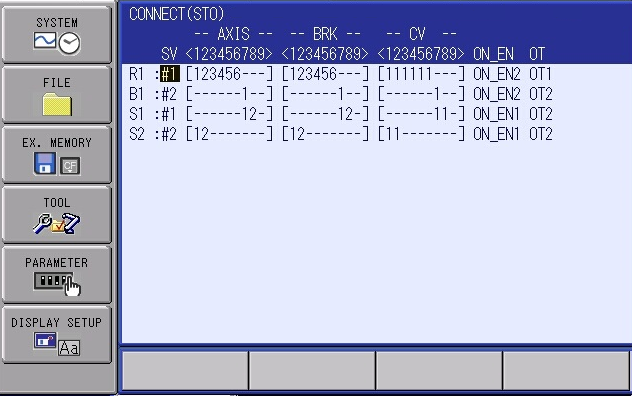 SYSTEM
FILE
EX. MEMORY
CF
TOOL
PARAMETER
DISPLAY SETUP
Aa
CONNECT(STO)
-- AXIS -- -- BRK -- -- CV --
SV <123456789> <123456789> <123456789> ON_EN OT
R1 :#1 [123456---] [123456---] [111111---] ON_EN2 OT1
B1 :#2 [------1--] [------1--] [------1--] ON_EN2 OT2
S1 :#1 [------12-] [------12-] [------11-] ON_EN1 OT2
S2 :#2 [12-------] [12-------] [11-------] ON_EN1 OT2